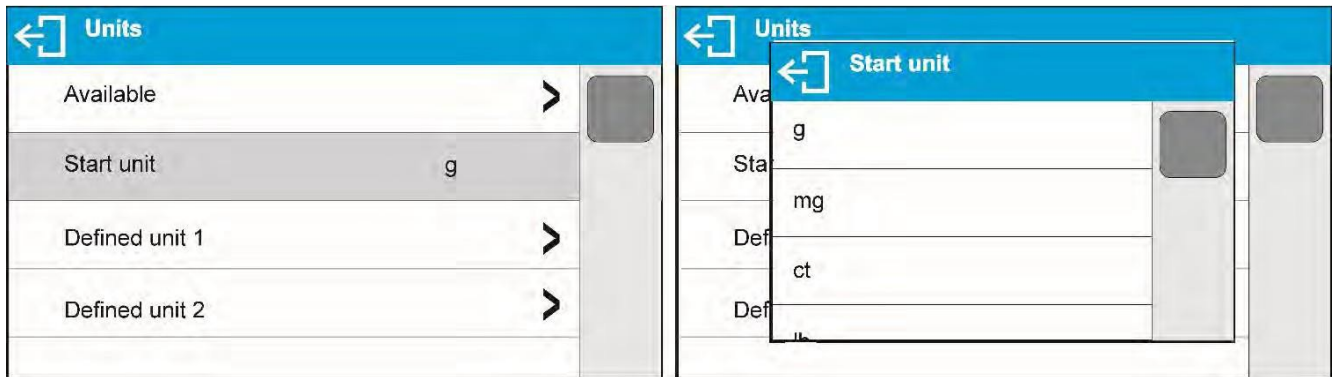 Units
Available
Start unit g
Defined unit 1
Defined unit 2
Units
Start unit
Ava
g
Sta
mg
Def
ct
Def